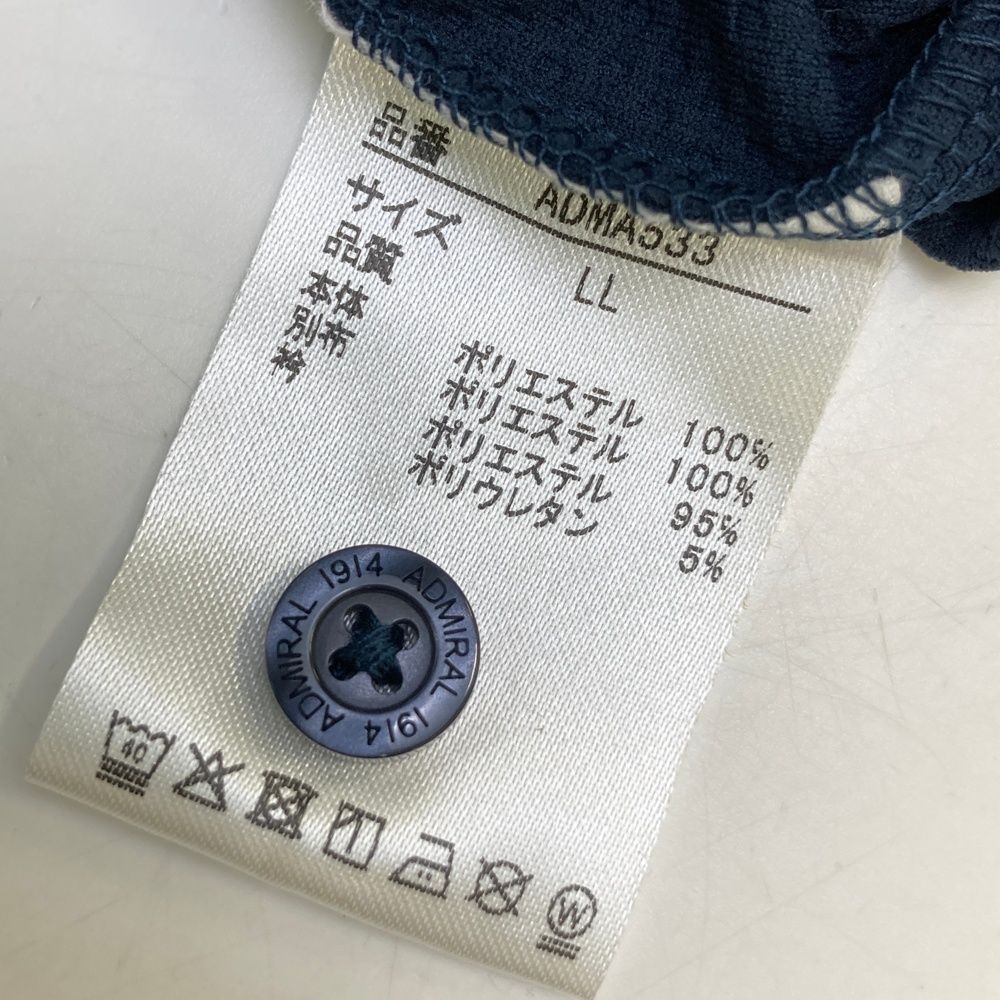 品番 ADMA533
サイズ LL
品質
本体 ポリエステル 100%
別布 ポリエステル 100%
衿 ポリエステル 95%
ポリウレタン 5%
ADMIRAL 1914 ADMIRAL 1914
40
W